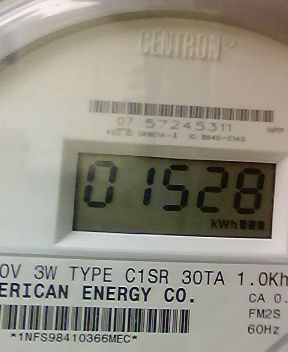 CENTRON®
07 57245311
01528
kWh
0V 3W TYPE C1SR 30TA 1.0Kh
ERICAN ENERGY CO.
CA 0.
FM2S
60Hz
*1NFS98410366MEC*